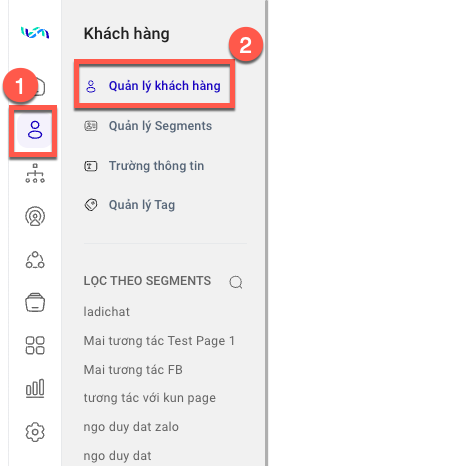 Khách hàng
2
1
Quản lý khách hàng
Quản lý Segments
Trường thông tin
Quản lý Tag
LỌC THEO SEGMENTS
ladichat
Mai tương tác Test Page 1
Mai tương tác FB
tương tác với kun page
ngo duy dat zalo
ngo duy dat